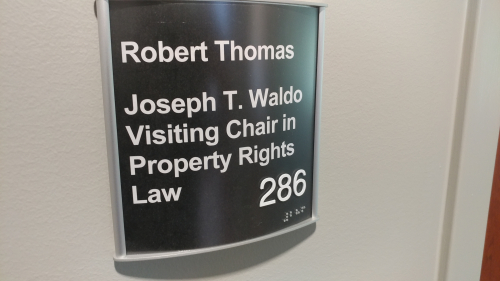 Robert Thomas
Joseph T. Waldo
Visiting Chair in
Property Rights
Law
286